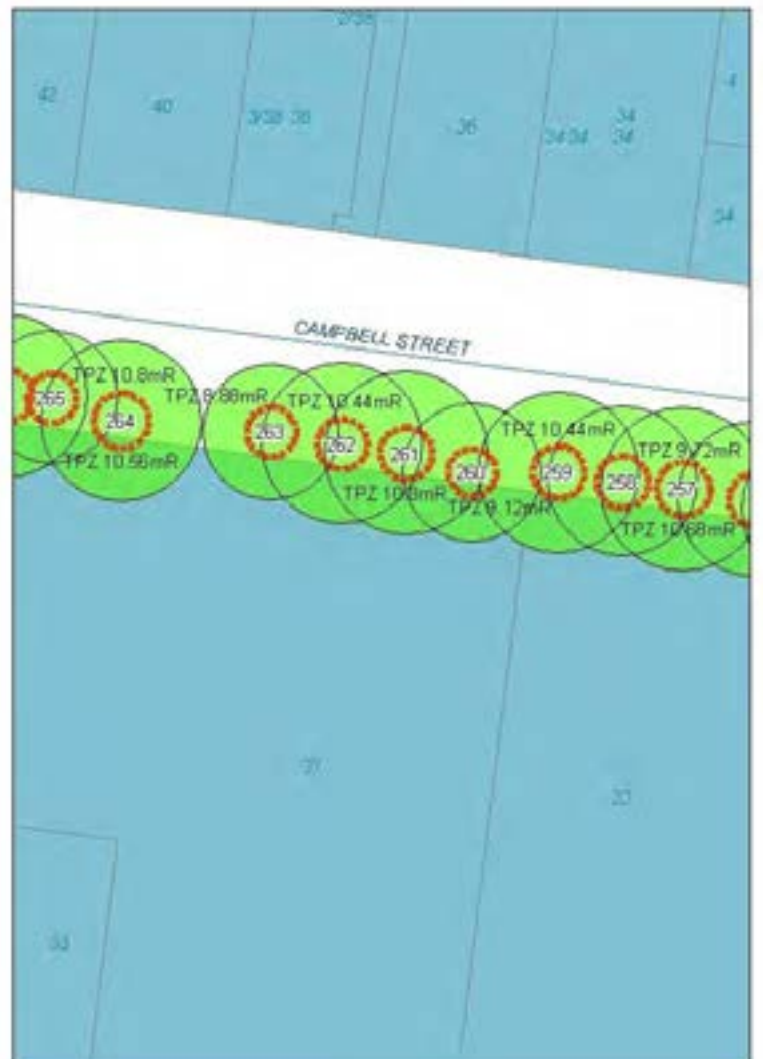 2/38
42
40
3/38 38
36
34 34
34
34
4
34
CAMPBELL STREET
265
TPZ 10.8mR
264
TPZ 10.56mR
TPZ 8.88mR
263
TPZ 10.44mR
262
261
TPZ 10.8mR
260
TPZ 9.12mR
TPZ 10.44mR
259
258
TPZ 9.72mR
257
TPZ 10.68mR